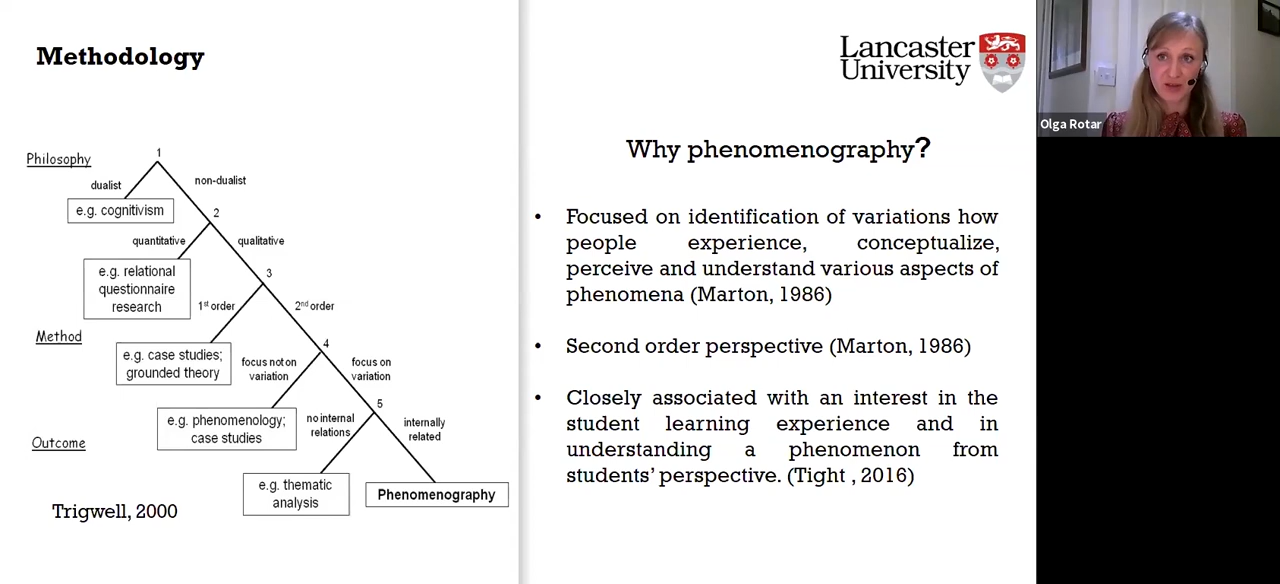 Methodology
Philosophy
1
dualist
non-dualist
e.g. cognitivism
2
quantitative
qualitative
e.g. relational
questionnaire
research
3
1st order
2nd order
Method
e.g. case studies;
grounded theory
4
focus not on
variation
focus on
variation
e.g. phenomenology;
case studies
5
no internal
relations
internally
related
Outcome
e.g. thematic
analysis
Phenomenography
Trigwell, 2000
Lancaster
University
Why phenomenography?
• Focused on identification of variations how
people experience, conceptualize,
perceive and understand various aspects of
phenomena (Marton, 1986)
• Second order perspective (Marton, 1986)
• Closely associated with an interest in the
student learning experience and in
understanding a phenomenon from
students’ perspective. (Tight , 2016)
Olga Rotar